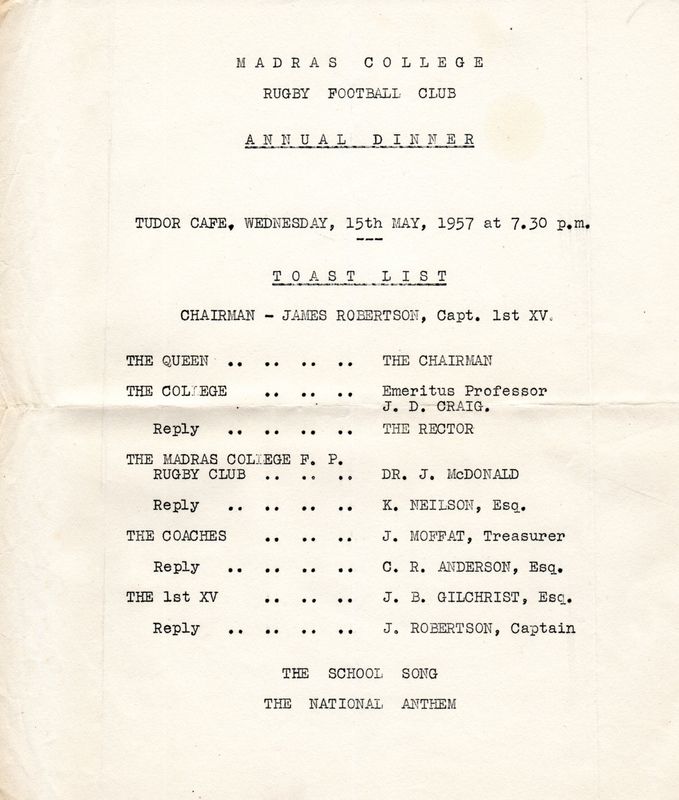 MADRAS COLLEGE
RUGBY FOOTBALL CLUB
ANNUAL DINNER
TUDOR CAFE, WEDNESDAY, 15th MAY, 1957 at 7.30 p.m.
TOAST LIST
CHAIRMAN - JAMES ROBERTSON, Capt. 1st XV.
THE QUEEN .. .. .. .. THE CHAIRMAN
THE COLLEGE .. .. .. Emeritus Professor
J. D. CRAIG.
Reply .. .. .. .. THE RECTOR
THE MADRAS COLLEGE F. P.
RUGBY CLUB .. .. .. DR. J. McDONALD
Reply .. .. .. .. K. NEILSON, Esq.
THE COACHES .. .. .. J. MOFFAT, Treasurer
Reply .. .. .. .. C. R. ANDERSON, Esq.
THE 1st XV .. .. .. J. B. GILCHRIST, Esq.
Reply .. .. .. .. J. ROBERTSON, Captain
THE SCHOOL SONG
THE NATIONAL ANTHEM